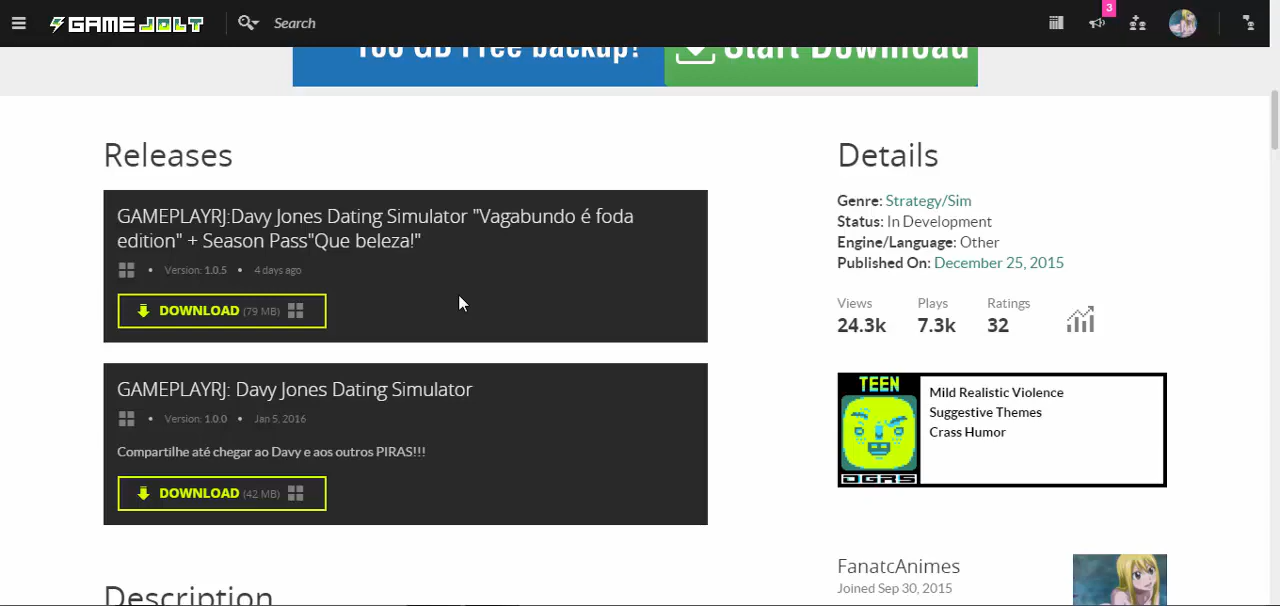 GAME JOLT
Search
3
100 GB Free backup!
Start Download
Releases
GAMEPLAYRJ:Davy Jones Dating Simulator "Vagabundo é foda
edition" + Season Pass"Que beleza!"
• Version: 1.0.5 • 4 days ago
DOWNLOAD (79 MB)
GAMEPLAYRJ: Davy Jones Dating Simulator
• Version: 1.0.0 • Jan 5, 2016
Compartilhe até chegar ao Davy e aos outros PIRAS!!!
DOWNLOAD (42 MB)
Description
Details
Genre: Strategy/Sim
Status: In Development
Engine/Language: Other
Published On: December 25, 2015
Views Plays Ratings
24.3k 7.3k 32
TEEN
DGRS
Mild Realistic Violence
Suggestive Themes
Crass Humor
FanatcAnimes
Joined Sep 30, 2015